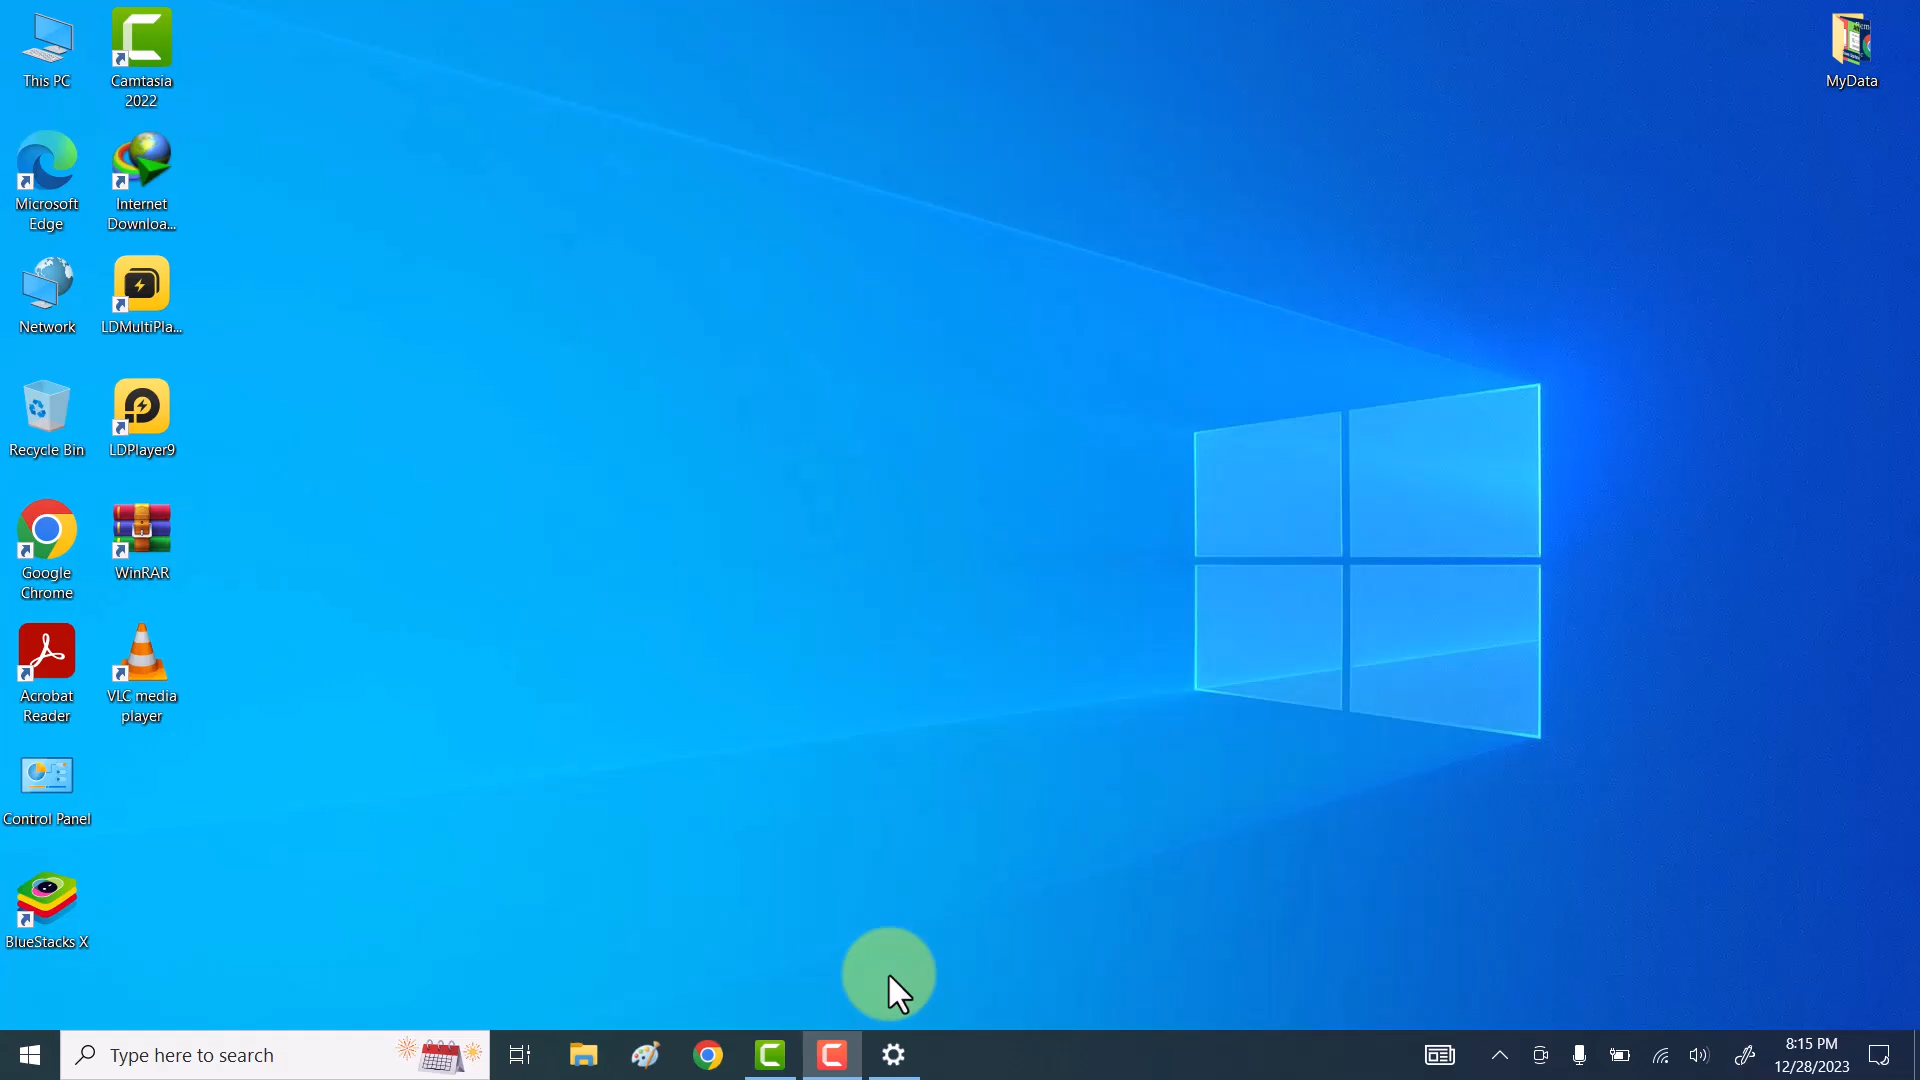 This PC
Camtasia
2022
MyData
Microsoft
Edge
Internet
Downloa...
Network
LDMultiPla...
Recycle Bin
LDPlayer9
Google
Chrome
WinRAR
Acrobat
Reader
VLC media
player
Control Panel
BlueStacks X
Type here to search
8:15 PM
12/28/2023